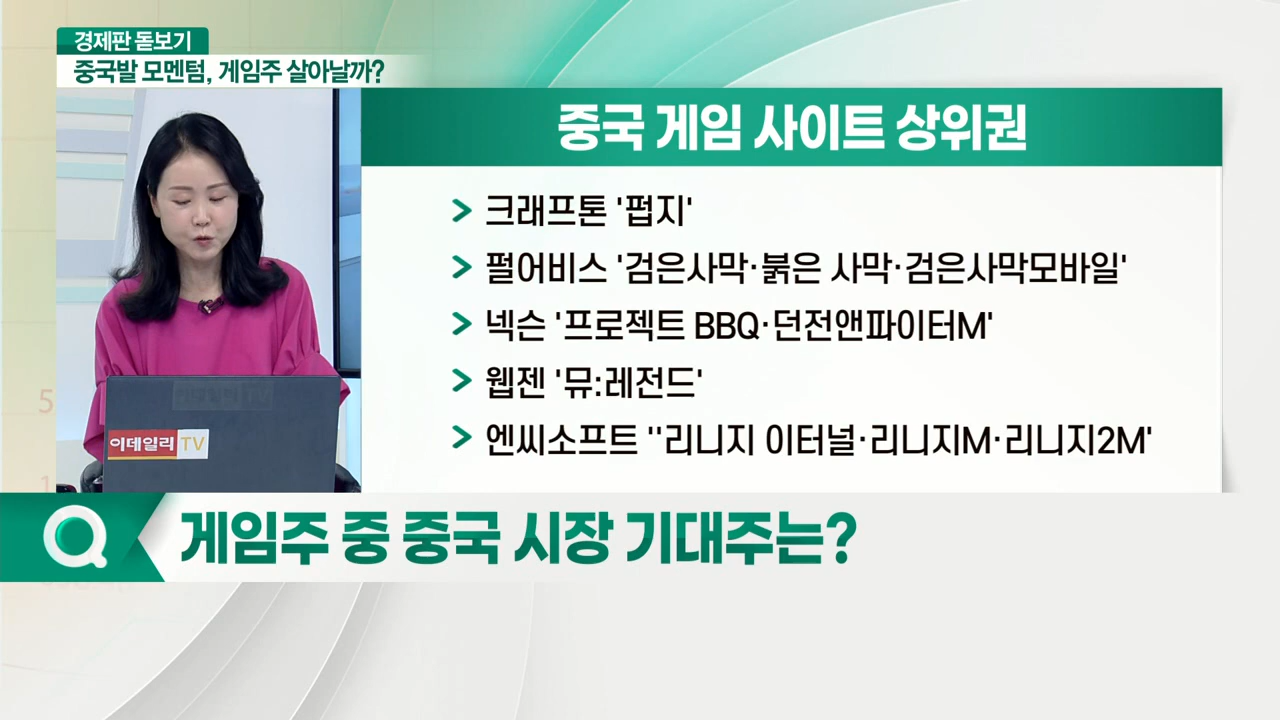 경제판 돋보기
중국발 모멘텀, 게임주 살아날까?
중국 게임 사이트 상위권
크래프톤 '펍지'
펄어비스 '검은사막·붉은 사막·검은사막모바일'
넥슨 '프로젝트 BBQ·던전앤파이터M'
웹젠 '뮤:레전드'
엔씨소프트 ''리니지 이터널·리니지M·리니지2M'
이데일리 TV
게임주 중 중국 시장 기대주는?
5
1